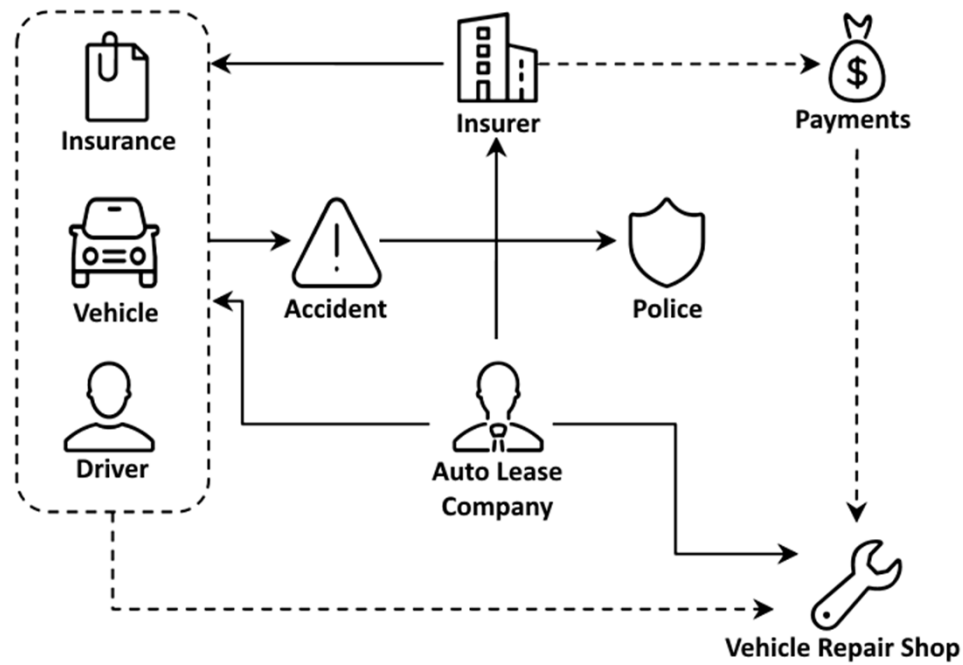 Insurance
Insurer
Payments
$
Vehicle
Accident
Police
Driver
Auto Lease
Company
Vehicle Repair Shop